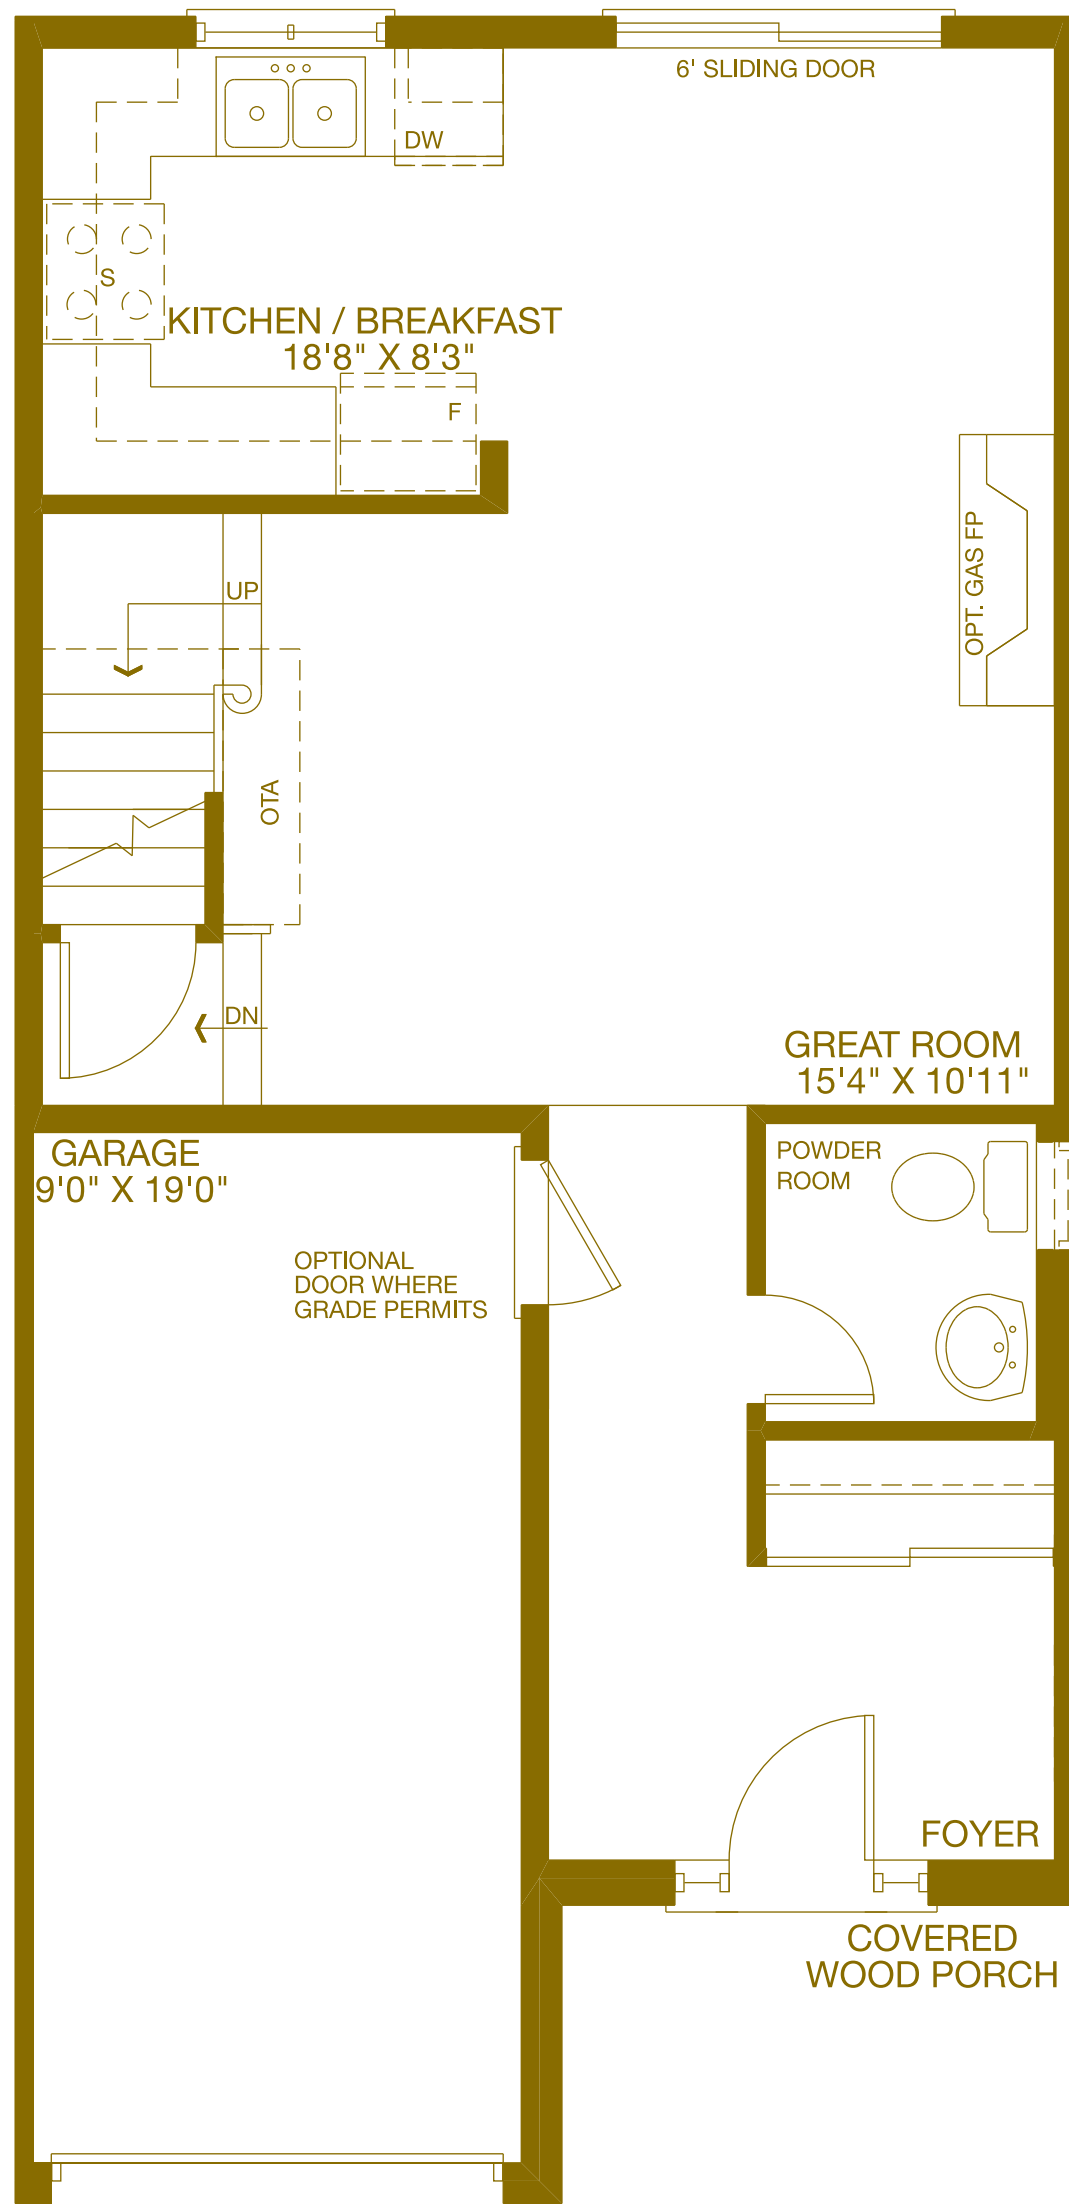 6' SLIDING DOOR
DW
S
KITCHEN / BREAKFAST
18'8" X 8'3"
F
OPT. GAS FP
UP
OTA
DN
GREAT ROOM
15'4" X 10'11"
GARAGE
9'0" X 19'0"
POWDER
ROOM
OPTIONAL
DOOR WHERE
GRADE PERMITS
FOYER
COVERED
WOOD PORCH